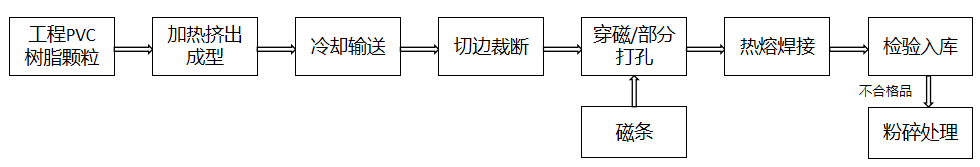 工程PVC
树脂颗粒
加热挤出
成型
冷却输送
切边裁断
穿磁/部分
打孔
热熔焊接
检验入库
不合格品
磁条
粉碎处理